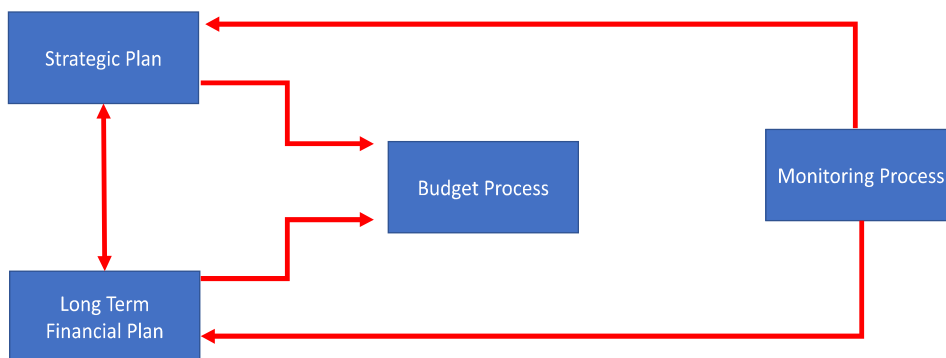 Strategic Plan
Budget Process
Monitoring Process
Long Term
Financial Plan